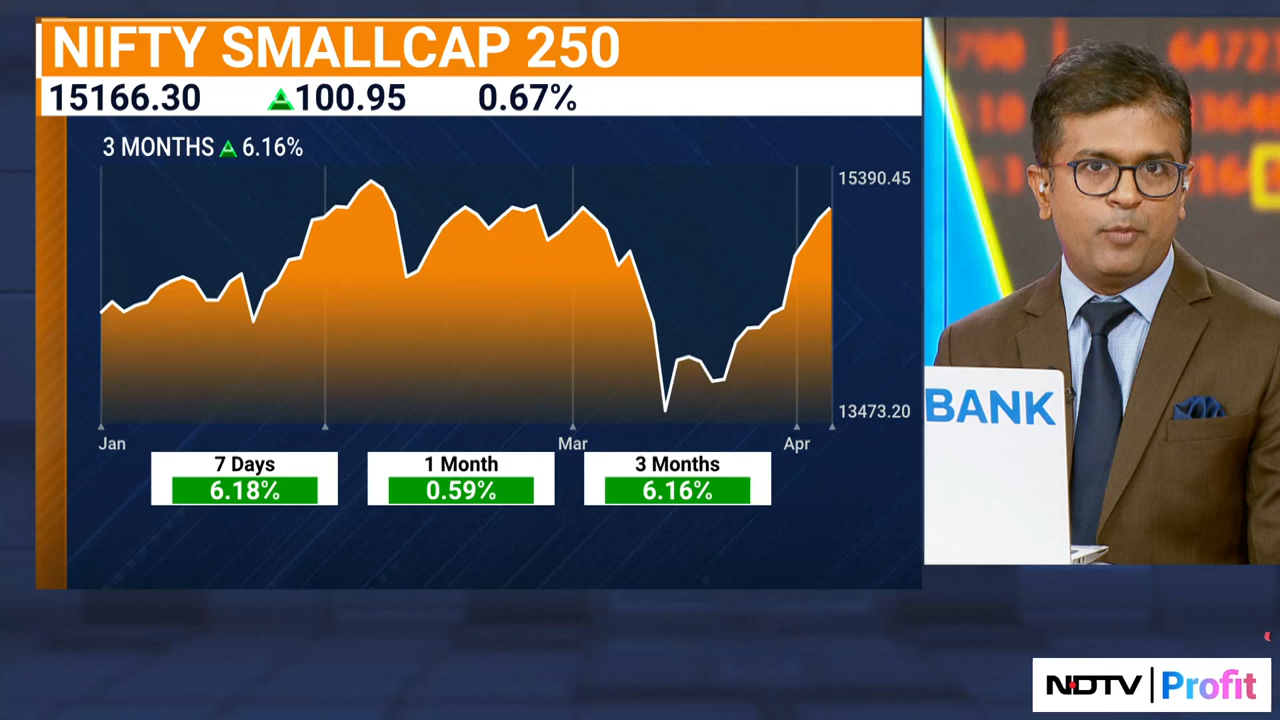 NIFTY SMALLCAP 250
15166.30 100.95 0.67%
3 MONTHS 6.16%
15390.45
13473.20
Jan Mar Apr
7 Days 1 Month 3 Months
6.18% 0.59% 6.16%
BANK
NDTV Profit